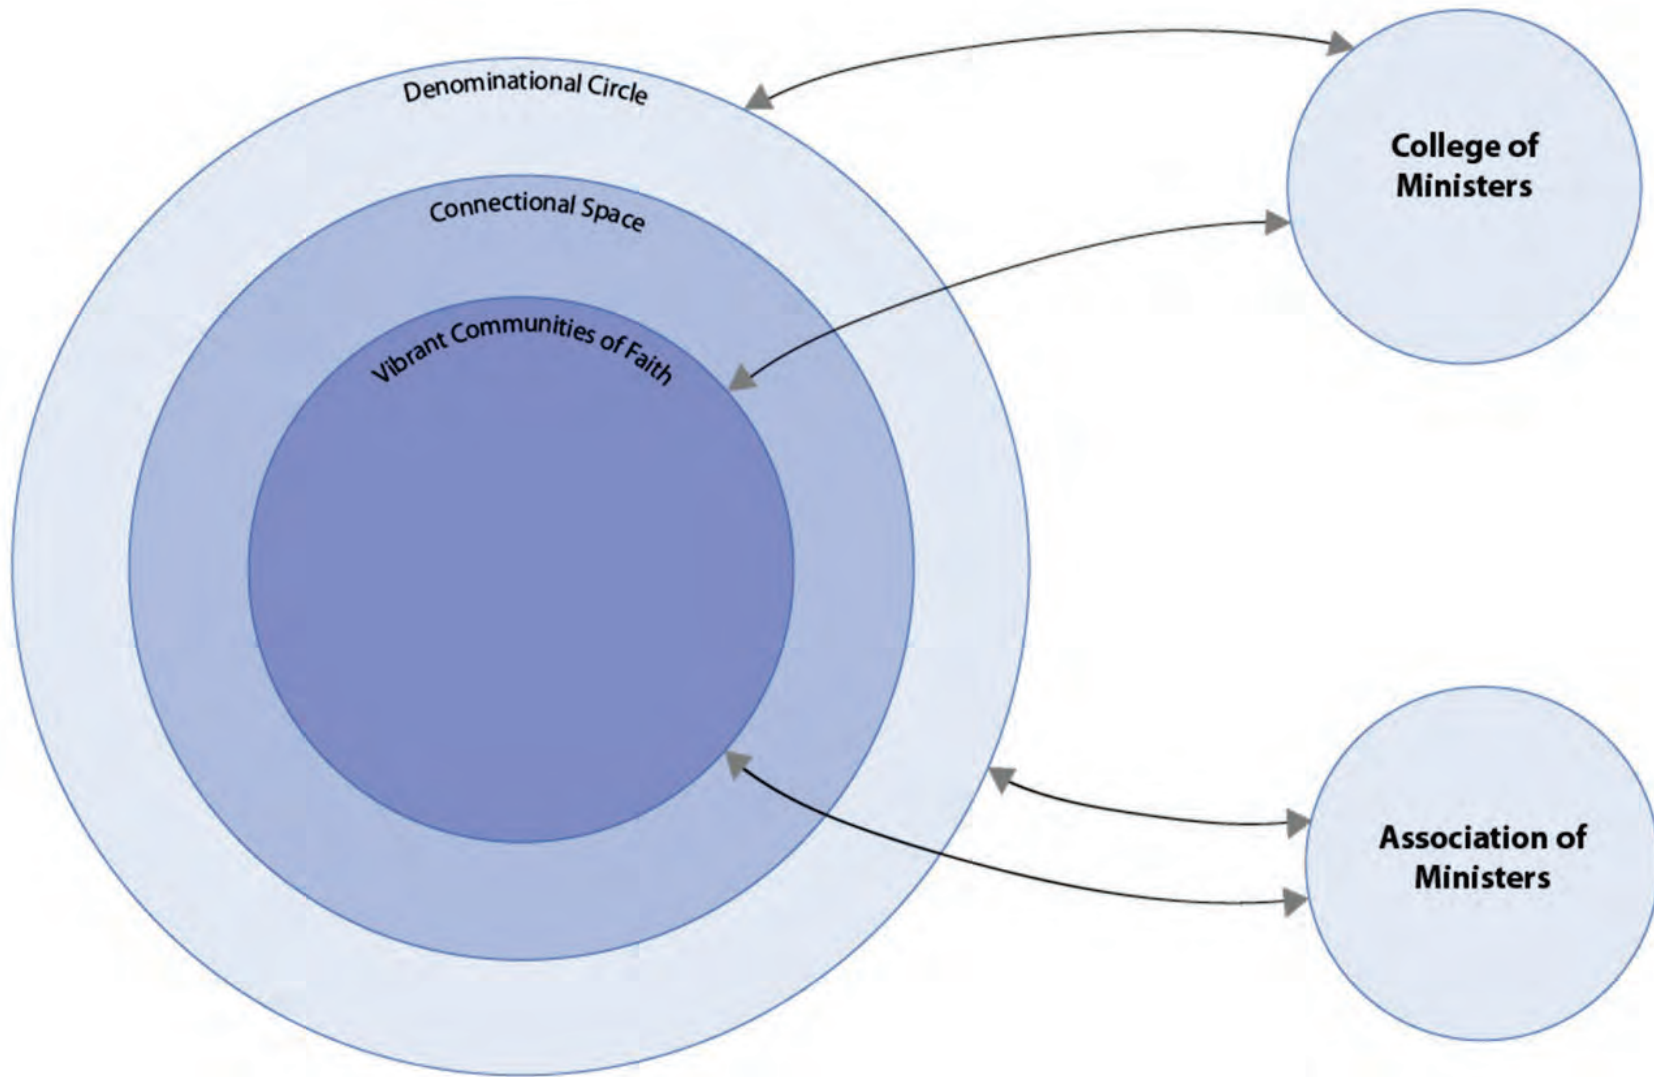 Denominational Circle
Connectional Space
Vibrant Communities of Faith
College of
Ministers
Association of
Ministers